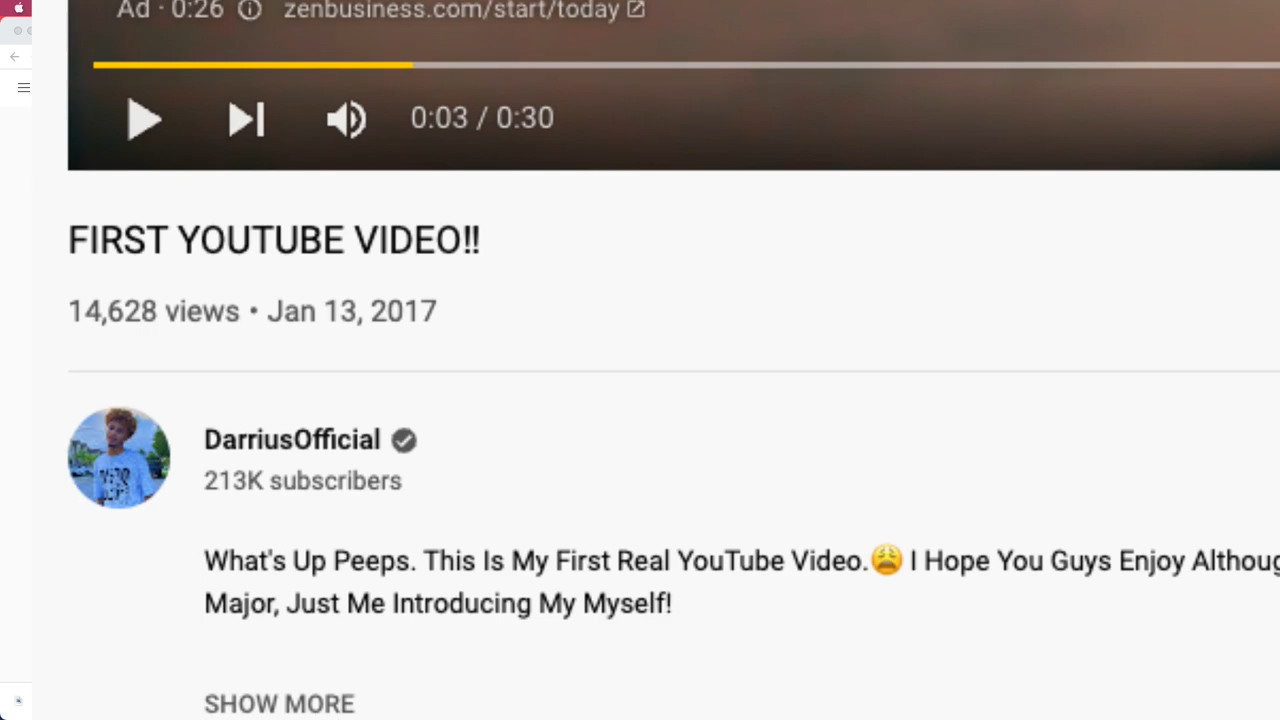 Ad · 0:26 zenbusiness.com/start/today
0:03 / 0:30
FIRST YOUTUBE VIDEO!!
14,628 views • Jan 13, 2017
DarriusOfficial
213K subscribers
What's Up Peeps. This Is My First Real YouTube Video.😩 I Hope You Guys Enjoy Althoug
Major, Just Me Introducing My Myself!
SHOW MORE